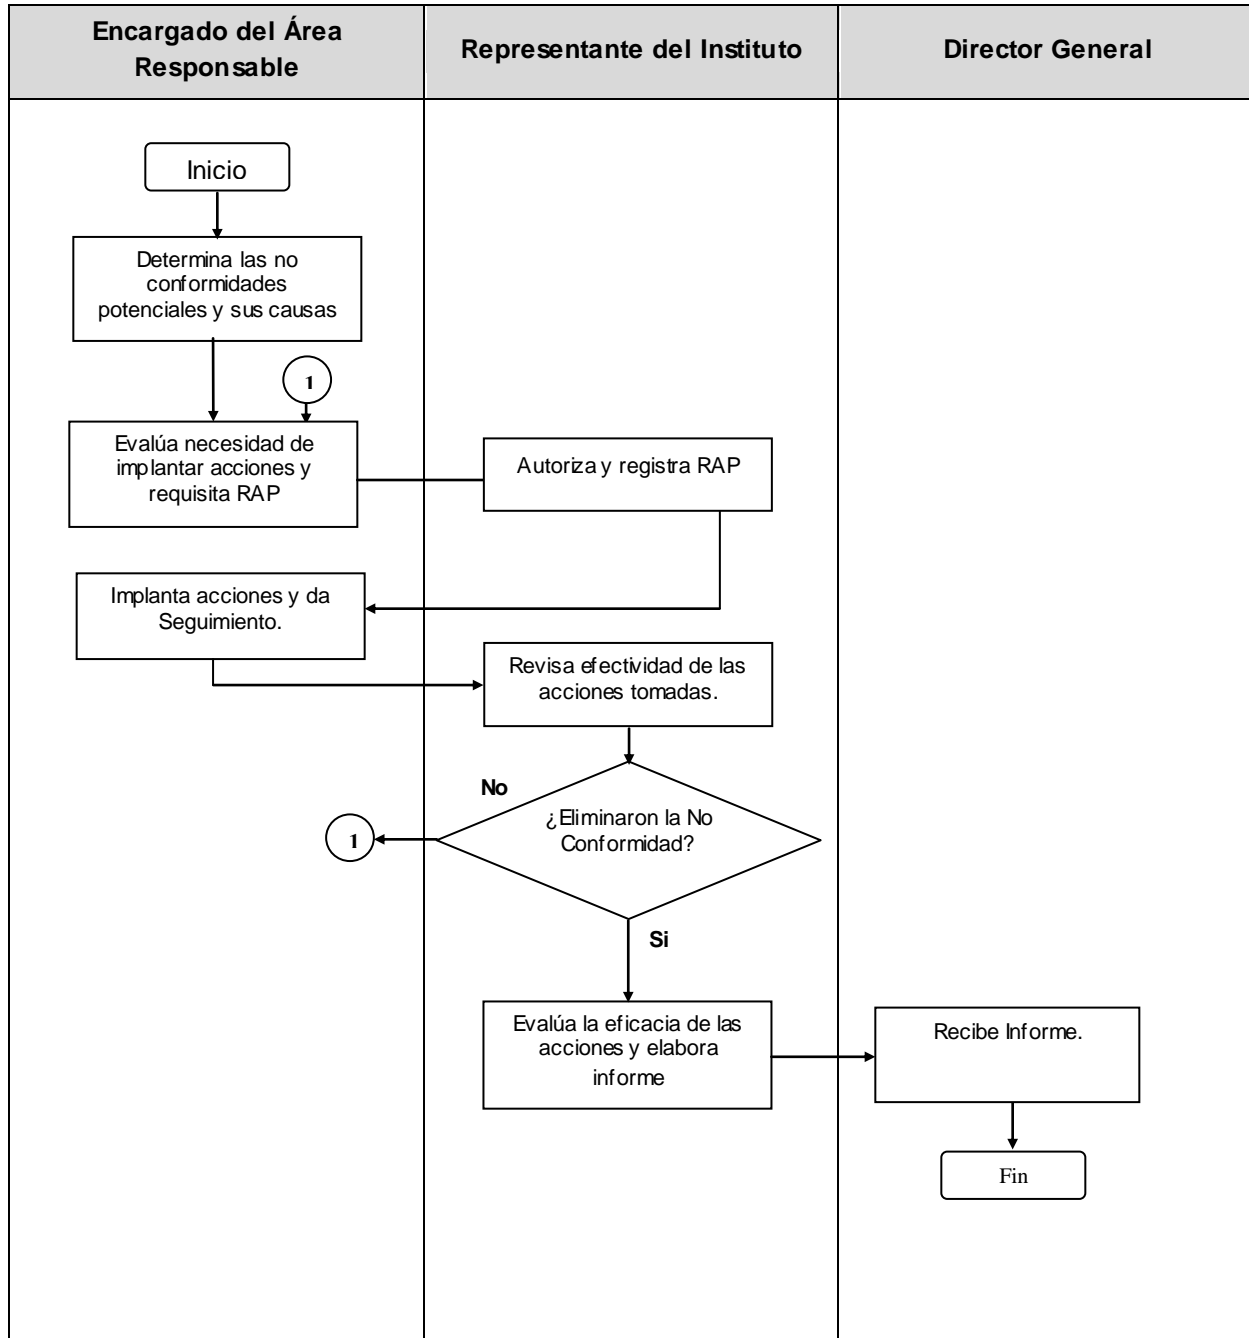 Encargado del Área
Responsable
Representante del Instituto
Director General
Inicio
Determina las no
conformidades
potenciales y sus causas
1
Evalúa necesidad de
implantar acciones y
requisita RAP
Autoriza y registra RAP
Implanta acciones y da
Seguimiento.
Revisa efectividad de las
acciones tomadas.
No
¿Eliminaron la No
Conformidad?
1
Si
Evalúa la eficacia de las
acciones y elabora
informe
Recibe Informe.
Fin